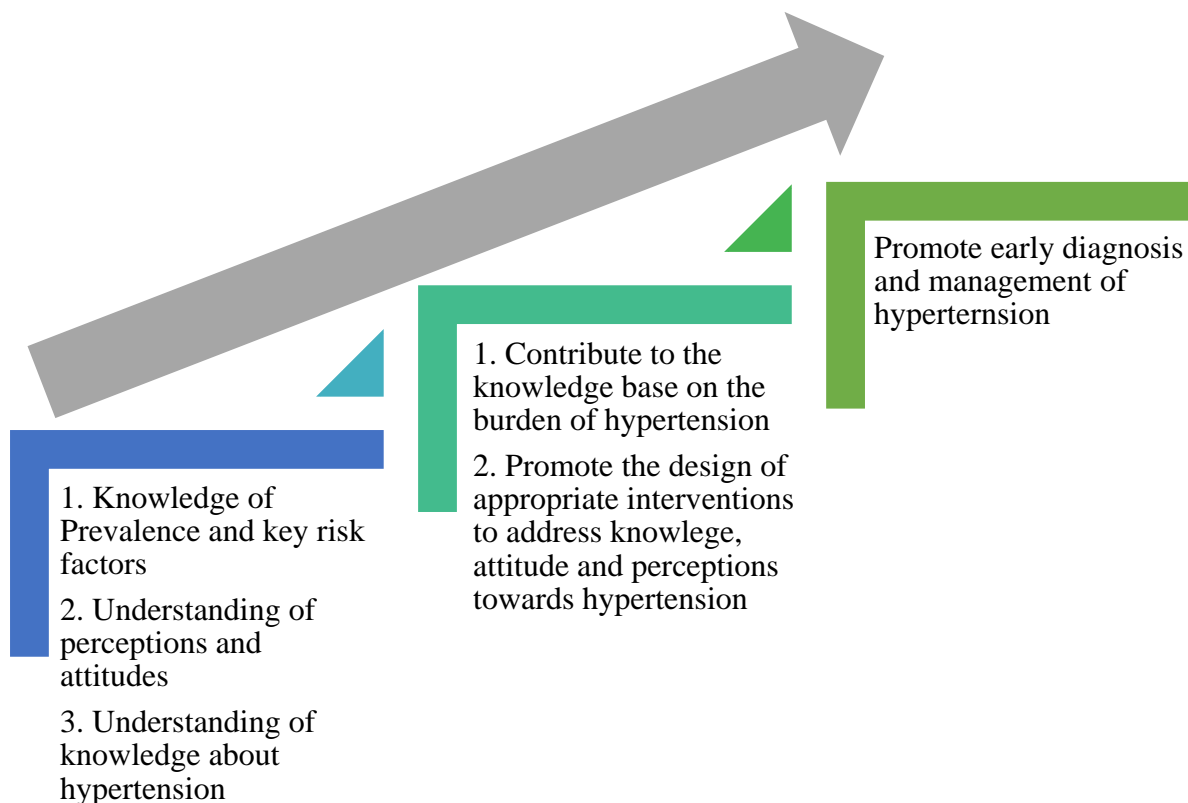 1. Knowledge of
Prevalence and key risk
factors
2. Understanding of
perceptions and
attitudes
3. Understanding of
knowledge about
hypertension
1. Contribute to the
knowledge base on the
burden of hypertension
2. Promote the design of
appropriate interventions
to address knowlege,
attitude and perceptions
towards hypertension
Promote early diagnosis
and management of
hyperternsion